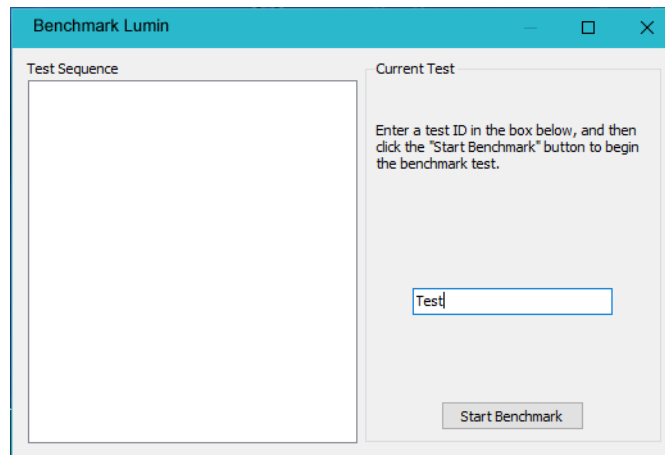 Benchmark Lumin
Test Sequence
Current Test
Enter a test ID in the box below, and then
click the "Start Benchmark" button to begin
the benchmark test.
Test
Start Benchmark